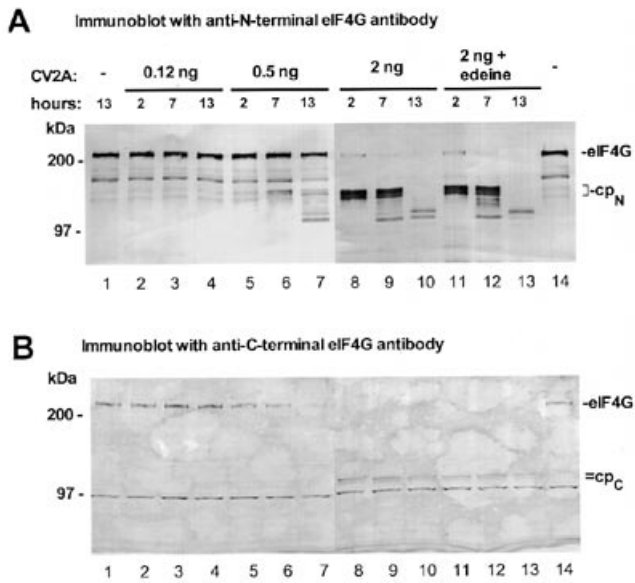 A Immunoblot with anti-N-terminal eIF4G antibody
CV2A: - 0.12 ng 0.5 ng 2 ng 2 ng + edeine -
hours: 13 2 7 13 2 7 13 2 7 13 2 7 13
kDa
200 - -eIF4G
]-cpN
97 -
1 2 3 4 5 6 7 8 9 10 11 12 13 14
B Immunoblot with anti-C-terminal eIF4G antibody
kDa
200 - -eIF4G
97 - =cpC
1 2 3 4 5 6 7 8 9 10 11 12 13 14